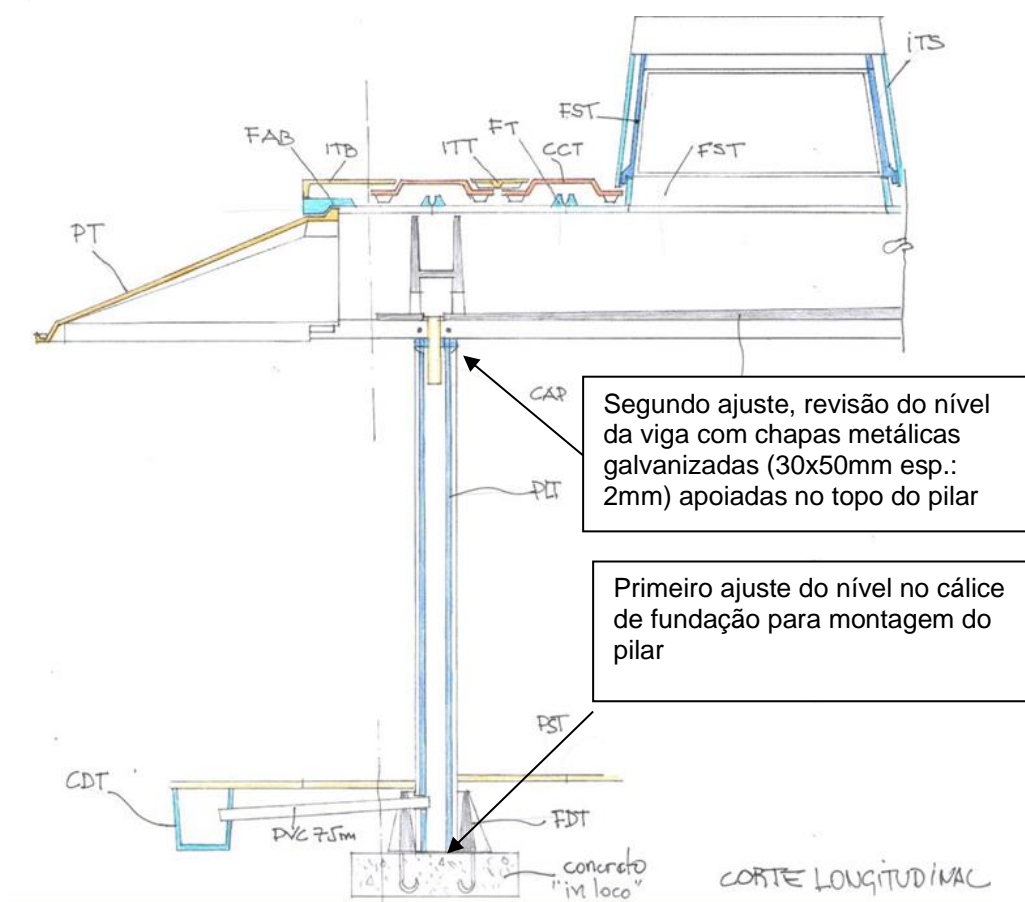 ITS
FST
FT
CCT
FAB
ITB
ITT
FST
PT
CAP
Segundo ajuste, revisão do nível
da viga com chapas metálicas
galvanizadas (30x50mm esp.:
2mm) apoiadas no topo do pilar
PLT
Primeiro ajuste do nível no cálice
de fundação para montagem do
pilar
PST
CDT
FDT
PVC 75m
concreto
"in loco"
CORTE LONGITUDINAL